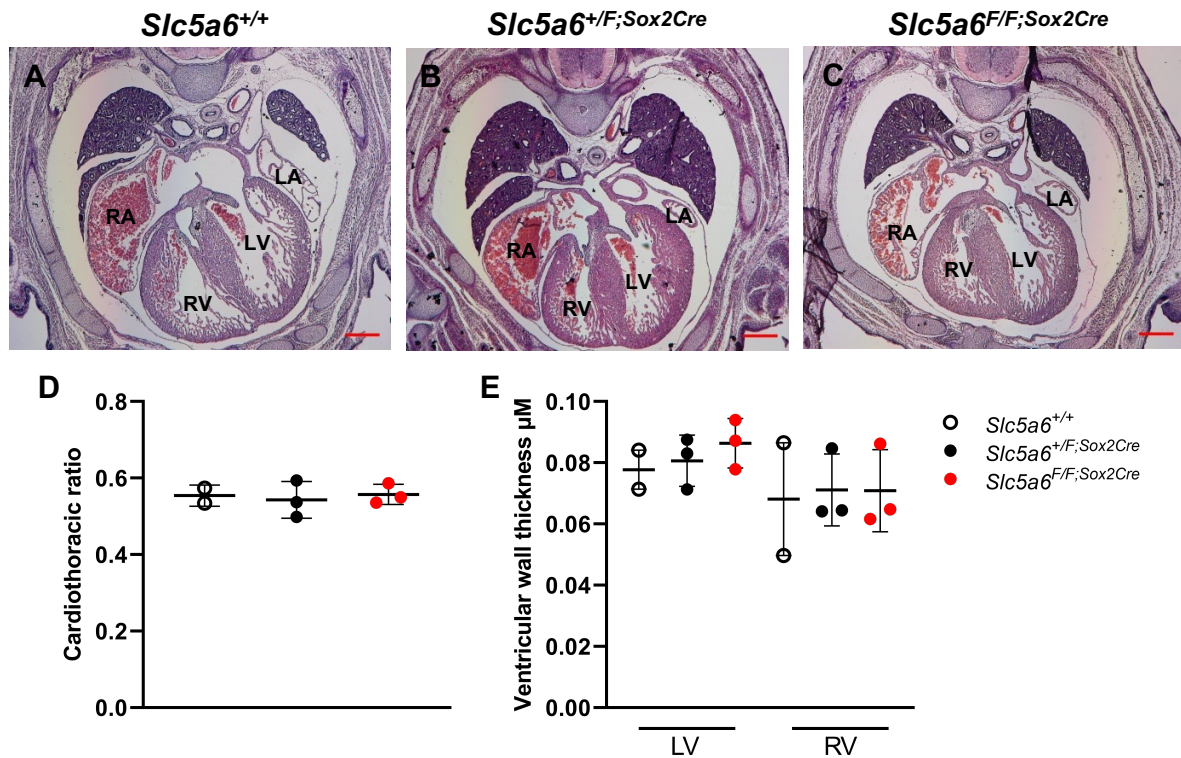 Slc5a6+/+ Slc5a6+/F;Sox2Cre Slc5a6F/F;Sox2Cre
A
RA
LA
LV
RV
B
RA
LA
LV
RV
C
RA
LA
LV
RV
D
Cardiothoracic ratio
0.8
0.6
0.4
0.2
0.0
E
Ventricular wall thickness µM
0.10
0.08
0.06
0.04
0.02
0.00
LV RV
Slc5a6+/+
Slc5a6+/F;Sox2Cre
Slc5a6F/F;Sox2Cre